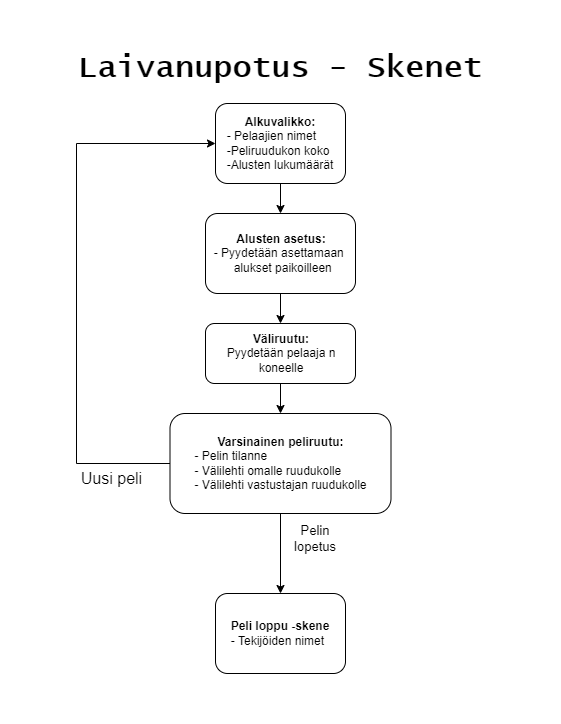 Laivanupotus - Skenet
Alkuvalikko:
- Pelaajien nimet
-Peliruudukon koko
-Alusten lukumäärät
Alusten asetus:
- Pyydetään asettamaan
alukset paikoilleen
Väliruutu:
Pyydetään pelaaja n
koneelle
Varsinainen peliruutu:
- Pelin tilanne
- Välilehti omalle ruudukolle
- Välilehti vastustajan ruudukolle
Uusi peli
Pelin
lopetus
Peli loppu -skene
- Tekijöiden nimet